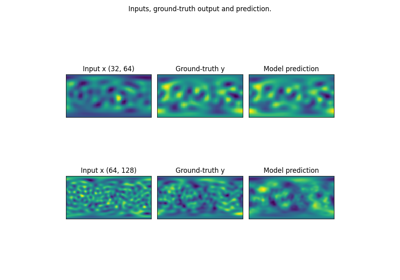 Inputs, ground-truth output and prediction.
Input x (32, 64) Ground-truth y Model prediction
Input x (64, 128) Ground-truth y Model prediction